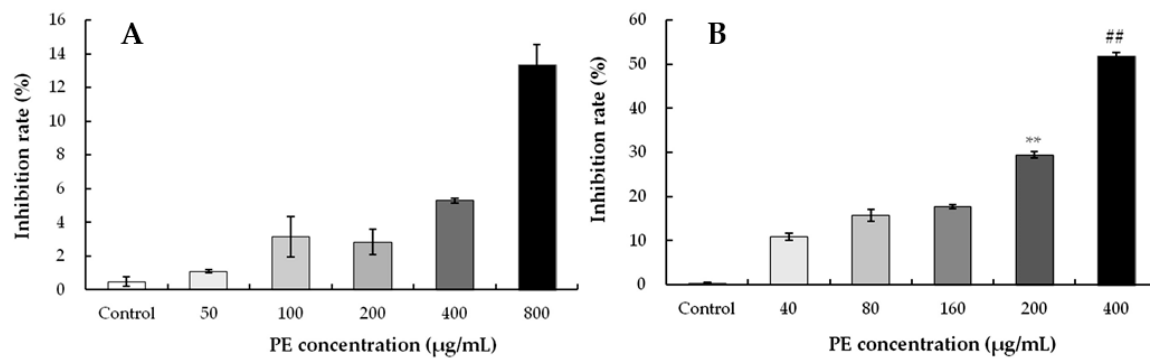 A
16
14
12
10
8
6
4
2
0
Inhibition rate (%)
Control 50 100 200 400 800
PE concentration (µg/mL)
B
60
50
40
30
20
10
0
Inhibition rate (%)
##
**
Control 40 80 160 200 400
PE concentration (µg/mL)